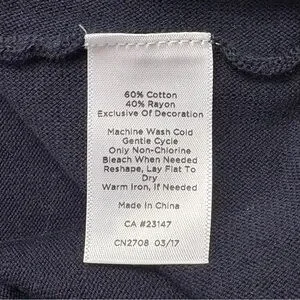 60% Cotton
40% Rayon
Exclusive Of Decoration
Machine Wash Cold
Gentle Cycle
Only Non-Chlorine
Bleach When Needed
Reshape, Lay Flat To
Dry
Warm Iron, If Needed
Made In China
CA #23147
CN2708 03/17